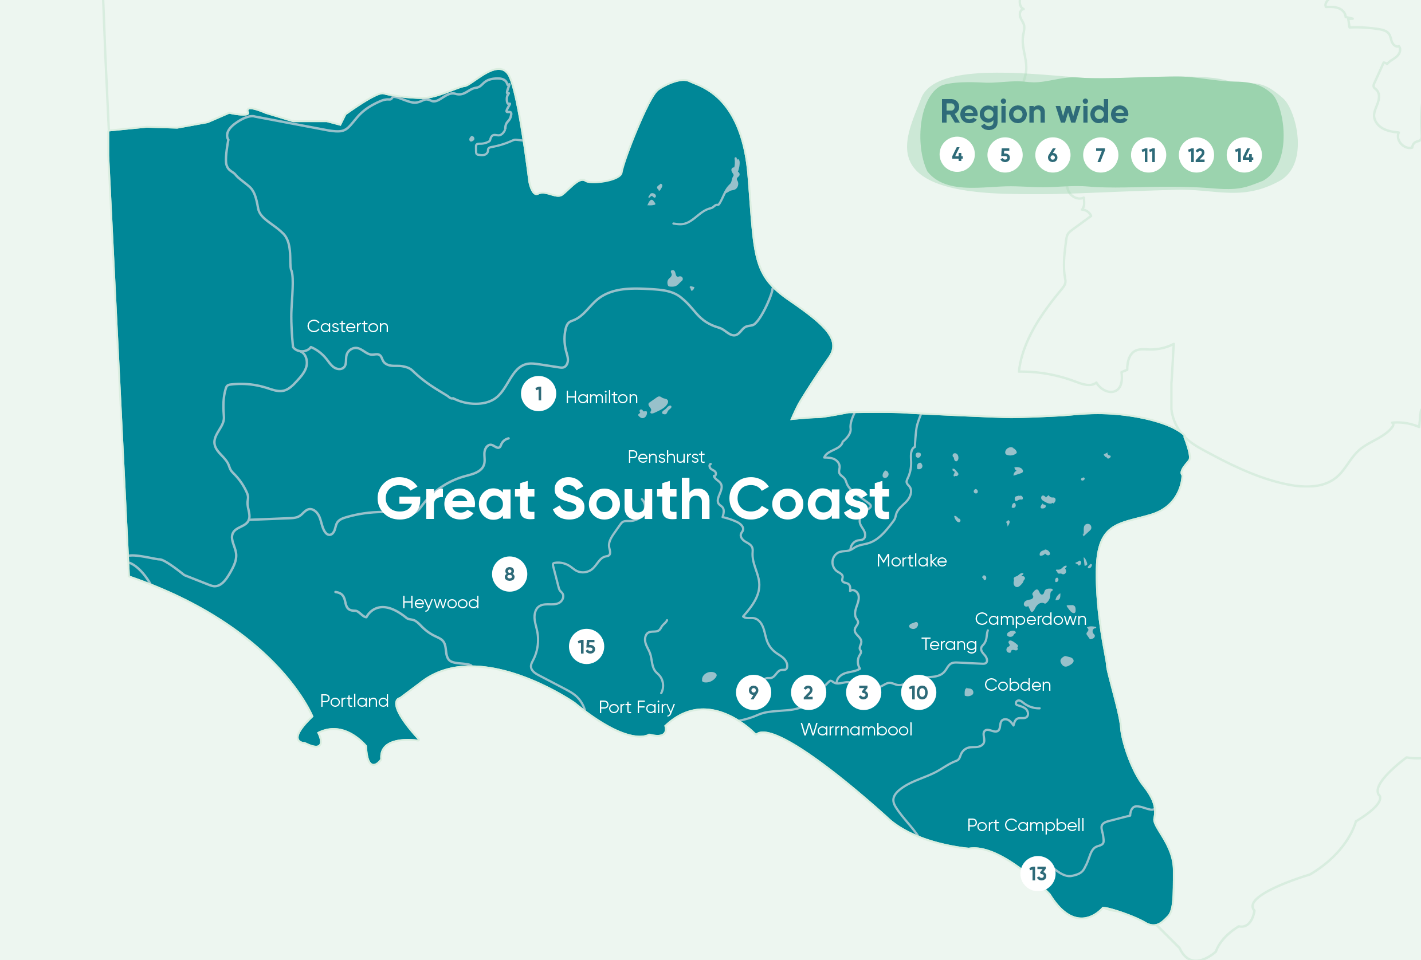 Region wide
4 5 6 7 11 12 14
Casterton
1 Hamilton
Penshurst
Great South Coast
Mortlake
8
Heywood
Camperdown
15
Terang
Cobden
9 2 3 10
Portland
Port Fairy
Warrnambool
Port Campbell
13